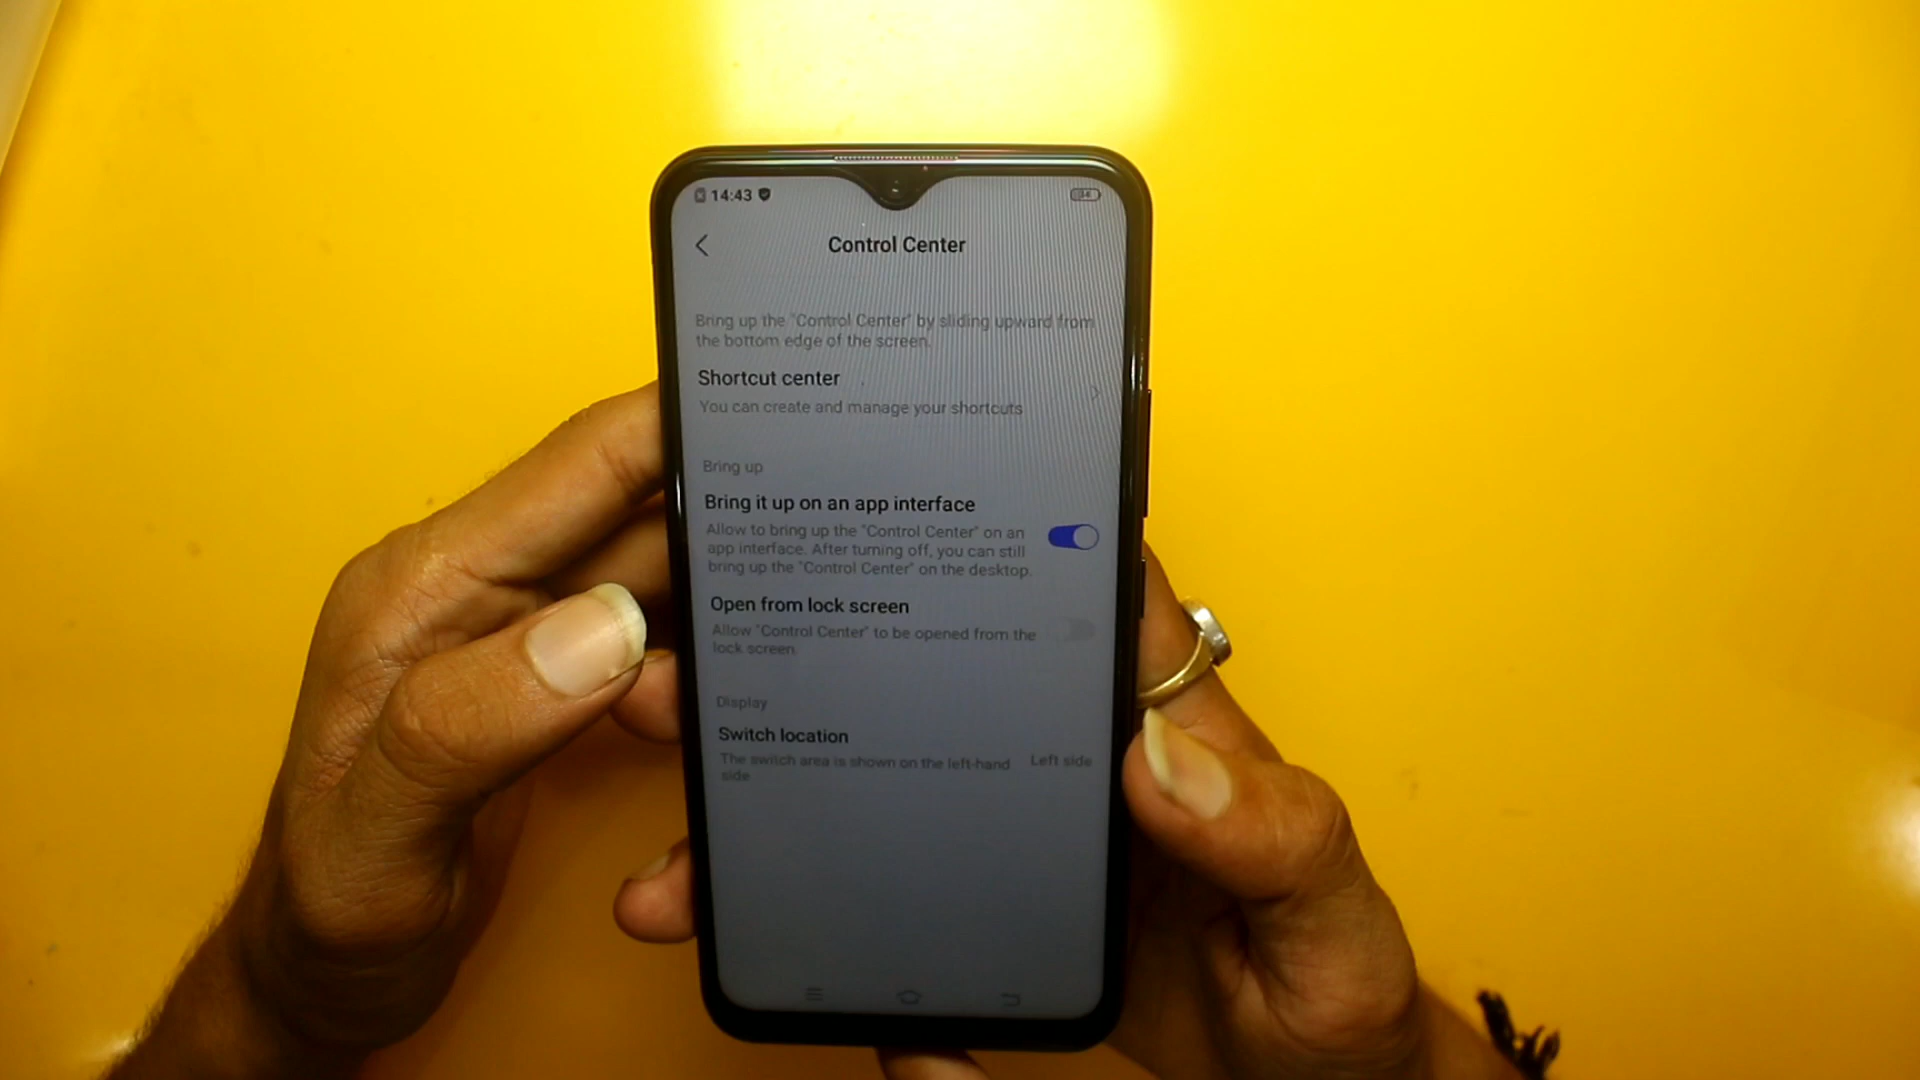 14:43
Control Center
Bring up the "Control Center" by sliding upward from
the bottom edge of the screen.
Shortcut center
You can create and manage your shortcuts
Bring up
Bring it up on an app interface
Allow to bring up the "Control Center" on an
app interface. After turning off, you can still
bring up the "Control Center" on the desktop.
Open from lock screen
Allow "Control Center" to be opened from the
lock screen.
Display
Switch location
The switch area is shown on the left-hand
side
Left side